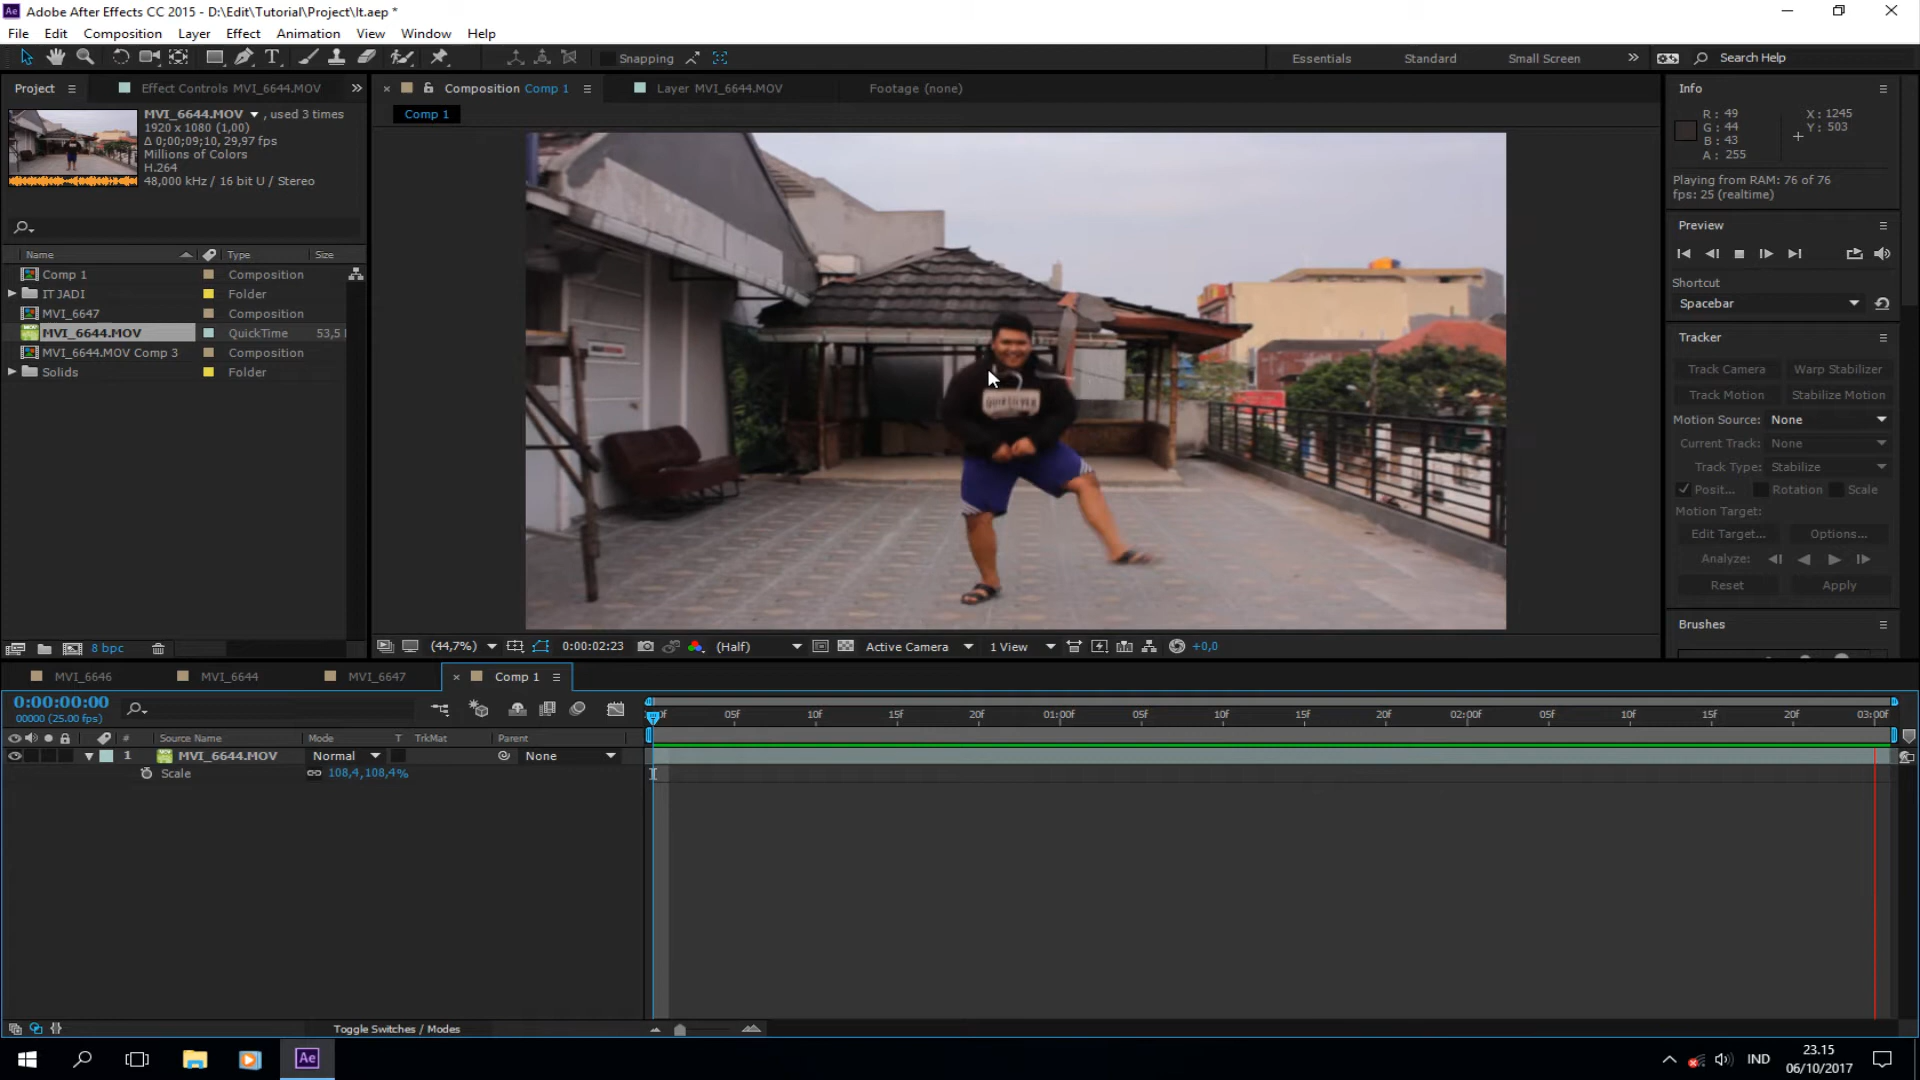 Adobe After Effects CC 2015 - D:\Edit\Tutorial\Project\It.aep *
File Edit Composition Layer Effect Animation View Window Help
Snapping
Essentials Standard Small Screen Search Help
Project Effect Controls MVI_6644.MOV
MVI_6644.MOV , used 3 times
1920 x 1080 (1,00)
Δ 0;00;09;10, 29,97 fps
Millions of Colors
H.264
48,000 kHz / 16 bit U / Stereo
Name Type Size
Comp 1 Composition
IT JADI Folder
MVI_6647 Composition
MVI_6644.MOV QuickTime 53,5
MVI_6644.MOV Comp 3 Composition
Solids Folder
8 bpc
Composition Comp 1 Layer MVI_6644.MOV Footage (none)
Comp 1
(44,7%) 0:00:02:23 (Half) Active Camera 1 View +0,0
Info
R : 49
G : 44
B : 43
A : 255
X : 1245
Y : 503
Playing from RAM: 76 of 76
fps: 25 (realtime)
Preview
Shortcut
Spacebar
Tracker
Track Camera Warp Stabilizer
Track Motion Stabilize Motion
Motion Source: None
Current Track: None
Track Type: Stabilize
Posit... Rotation Scale
Motion Target:
Edit Target... Options...
Analyze:
Reset Apply
Brushes
MVI_6646 MVI_6644 MVI_6647 Comp 1
0:00:00:00
00000 (25.00 fps)
05f 10f 15f 20f 01:00f 05f 10f 15f 20f 02:00f 05f 10f 15f 20f 03:00f
# Source Name Mode T TrkMat Parent
1 MVI_6644.MOV Normal None
Scale 108,4,108,4%
Toggle Switches / Modes
Ae
IND
23.15
06/10/2017